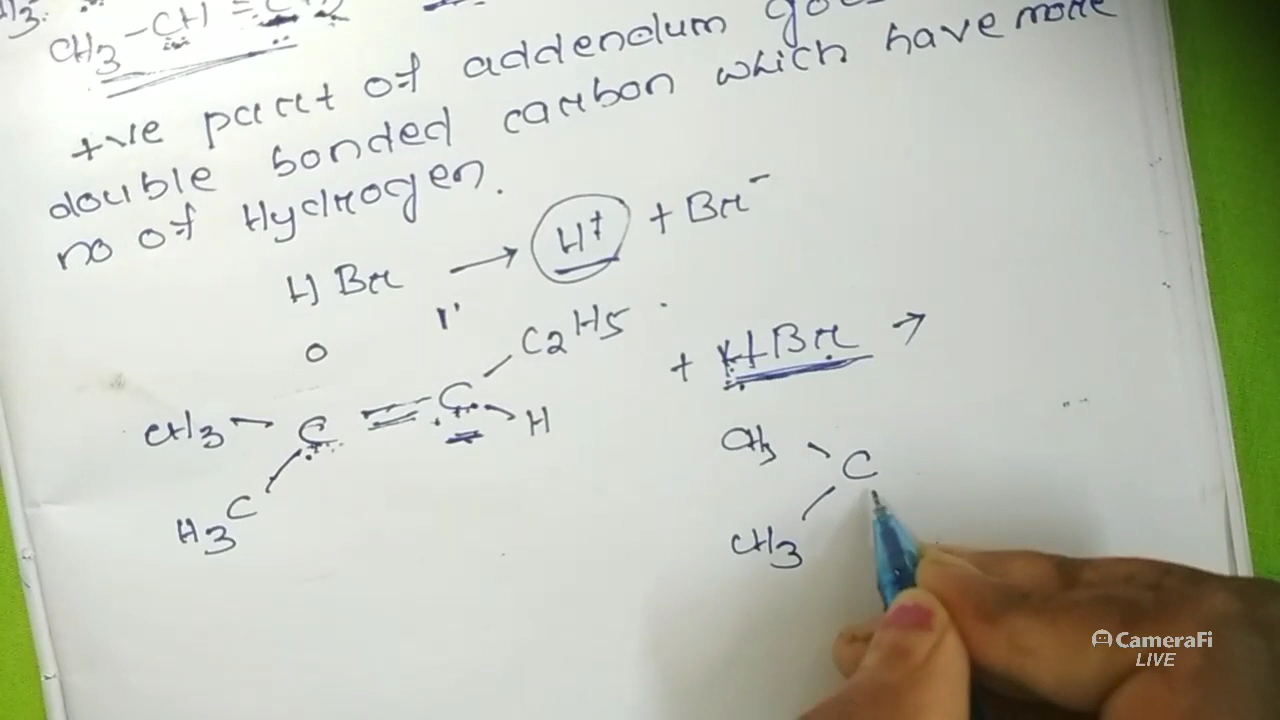 CH3-CH=
+ve part of addendum
double bonded carbon which have more
no of Hydrogen.
HBr → H+ + Br-
0 1
C2H5
CH3 C = C H + HBr →
H3C
CH3 C
CH3
CameraFi
LIVE